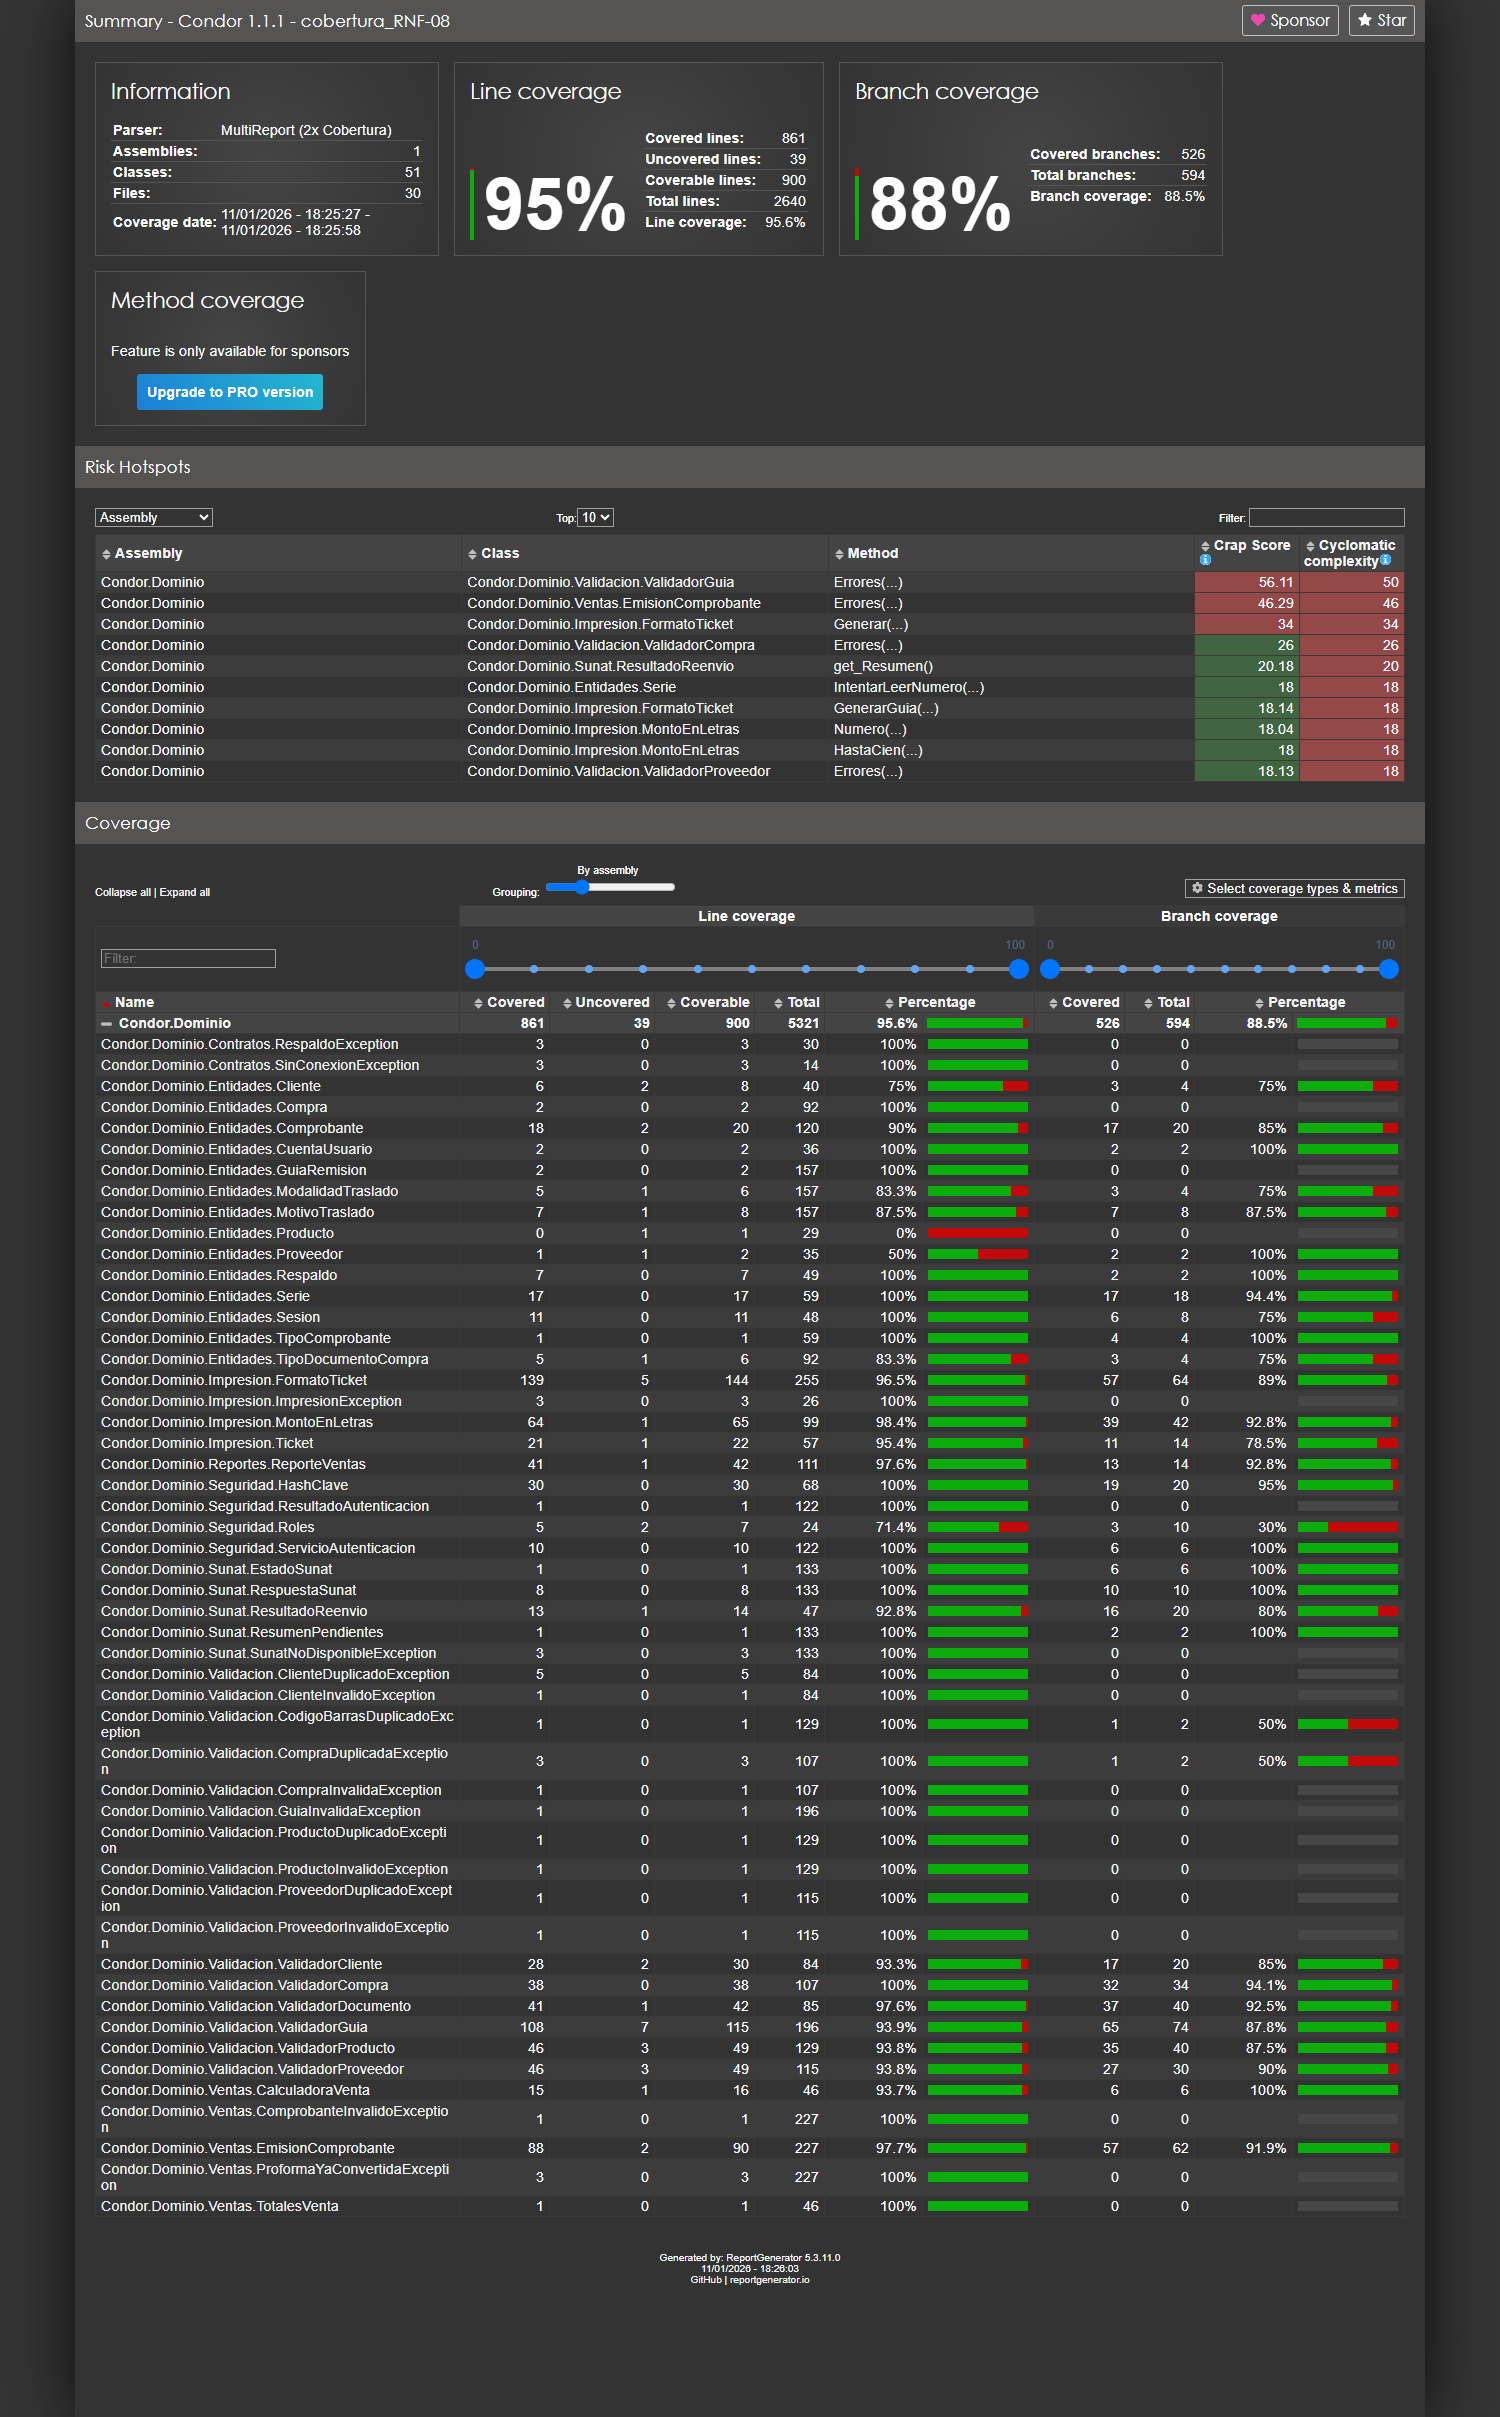 Summary - Condor 1.1.1 - cobertura_RNF-08
Sponsor
Star
Information
Parser: MultiReport (2x Cobertura)
Assemblies: 1
Classes: 51
Files: 30
Coverage date: 11/01/2026 - 18:25:27 -
11/01/2026 - 18:25:58
Line coverage
95%
Covered lines: 861
Uncovered lines: 39
Coverable lines: 900
Total lines: 2640
Line coverage: 95.6%
Branch coverage
88%
Covered branches: 526
Total branches: 594
Branch coverage: 88.5%
Method coverage
Feature is only available for sponsors
Upgrade to PRO version
Risk Hotspots
Assembly
Top: 10
Filter:
Assembly Class Method Crap Score Cyclomatic complexity
Condor.Dominio Condor.Dominio.Validacion.ValidadorGuia Errores(...) 56.11 50
Condor.Dominio Condor.Dominio.Ventas.EmisionComprobante Errores(...) 46.29 46
Condor.Dominio Condor.Dominio.Impresion.FormatoTicket Generar(...) 34 34
Condor.Dominio Condor.Dominio.Validacion.ValidadorCompra Errores(...) 26 26
Condor.Dominio Condor.Dominio.Sunat.ResultadoReenvio get_Resumen() 20.18 20
Condor.Dominio Condor.Dominio.Entidades.Serie IntentarLeerNumero(...) 18 18
Condor.Dominio Condor.Dominio.Impresion.FormatoTicket GenerarGuia(...) 18.14 18
Condor.Dominio Condor.Dominio.Impresion.MontoEnLetras Numero(...) 18.04 18
Condor.Dominio Condor.Dominio.Impresion.MontoEnLetras HastaCien(...) 18 18
Condor.Dominio Condor.Dominio.Validacion.ValidadorProveedor Errores(...) 18.13 18
Coverage
Collapse all | Expand all
By assembly
Grouping:
Select coverage types & metrics
Line coverage Branch coverage
Filter:
0 100 0 100
Name Covered Uncovered Coverable Total Percentage Covered Total Percentage
Condor.Dominio 861 39 900 5321 95.6% 526 594 88.5%
Condor.Dominio.Contratos.RespaldoException 3 0 3 30 100% 0 0
Condor.Dominio.Contratos.SinConexionException 3 0 3 14 100% 0 0
Condor.Dominio.Entidades.Cliente 6 2 8 40 75% 3 4 75%
Condor.Dominio.Entidades.Compra 2 0 2 92 100% 0 0
Condor.Dominio.Entidades.Comprobante 18 2 20 120 90% 17 20 85%
Condor.Dominio.Entidades.CuentaUsuario 2 0 2 36 100% 2 2 100%
Condor.Dominio.Entidades.GuiaRemision 2 0 2 157 100% 0 0
Condor.Dominio.Entidades.ModalidadTraslado 5 1 6 157 83.3% 3 4 75%
Condor.Dominio.Entidades.MotivoTraslado 7 1 8 157 87.5% 7 8 87.5%
Condor.Dominio.Entidades.Producto 0 1 1 29 0% 0 0
Condor.Dominio.Entidades.Proveedor 1 1 2 35 50% 2 2 100%
Condor.Dominio.Entidades.Respaldo 7 0 7 49 100% 2 2 100%
Condor.Dominio.Entidades.Serie 17 0 17 59 100% 17 18 94.4%
Condor.Dominio.Entidades.Sesion 11 0 11 48 100% 6 8 75%
Condor.Dominio.Entidades.TipoComprobante 1 0 1 59 100% 4 4 100%
Condor.Dominio.Entidades.TipoDocumentoCompra 5 1 6 92 83.3% 3 4 75%
Condor.Dominio.Impresion.FormatoTicket 139 5 144 255 96.5% 57 64 89%
Condor.Dominio.Impresion.ImpresionException 3 0 3 26 100% 0 0
Condor.Dominio.Impresion.MontoEnLetras 64 1 65 99 98.4% 39 42 92.8%
Condor.Dominio.Impresion.Ticket 21 1 22 57 95.4% 11 14 78.5%
Condor.Dominio.Reportes.ReporteVentas 41 1 42 111 97.6% 13 14 92.8%
Condor.Dominio.Seguridad.HashClave 30 0 30 68 100% 19 20 95%
Condor.Dominio.Seguridad.ResultadoAutenticacion 1 0 1 122 100% 0 0
Condor.Dominio.Seguridad.Roles 5 2 7 24 71.4% 3 10 30%
Condor.Dominio.Seguridad.ServicioAutenticacion 10 0 10 122 100% 6 6 100%
Condor.Dominio.Sunat.EstadoSunat 1 0 1 133 100% 6 6 100%
Condor.Dominio.Sunat.RespuestaSunat 8 0 8 133 100% 10 10 100%
Condor.Dominio.Sunat.ResultadoReenvio 13 1 14 47 92.8% 16 20 80%
Condor.Dominio.Sunat.ResumenPendientes 1 0 1 133 100% 2 2 100%
Condor.Dominio.Sunat.SunatNoDisponibleException 3 0 3 133 100% 0 0
Condor.Dominio.Validacion.ClienteDuplicadoException 5 0 5 84 100% 0 0
Condor.Dominio.Validacion.ClienteInvalidoException 1 0 1 84 100% 0 0
Condor.Dominio.Validacion.CodigoBarrasDuplicadoExc
eption 1 0 1 129 100% 1 2 50%
Condor.Dominio.Validacion.CompraDuplicadaExceptio
n 3 0 3 107 100% 1 2 50%
Condor.Dominio.Validacion.CompraInvalidaException 1 0 1 107 100% 0 0
Condor.Dominio.Validacion.GuiaInvalidaException 1 0 1 196 100% 0 0
Condor.Dominio.Validacion.ProductoDuplicadoExcepti
on 1 0 1 129 100% 0 0
Condor.Dominio.Validacion.ProductoInvalidoException 1 0 1 129 100% 0 0
Condor.Dominio.Validacion.ProveedorDuplicadoExcept
ion 1 0 1 115 100% 0 0
Condor.Dominio.Validacion.ProveedorInvalidoExceptio
n 1 0 1 115 100% 0 0
Condor.Dominio.Validacion.ValidadorCliente 28 2 30 84 93.3% 17 20 85%
Condor.Dominio.Validacion.ValidadorCompra 38 0 38 107 100% 32 34 94.1%
Condor.Dominio.Validacion.ValidadorDocumento 41 1 42 85 97.6% 37 40 92.5%
Condor.Dominio.Validacion.ValidadorGuia 108 7 115 196 93.9% 65 74 87.8%
Condor.Dominio.Validacion.ValidadorProducto 46 3 49 129 93.8% 35 40 87.5%
Condor.Dominio.Validacion.ValidadorProveedor 46 3 49 115 93.8% 27 30 90%
Condor.Dominio.Ventas.CalculadoraVenta 15 1 16 46 93.7% 6 6 100%
Condor.Dominio.Ventas.ComprobanteInvalidoExceptio
n 1 0 1 227 100% 0 0
Condor.Dominio.Ventas.EmisionComprobante 88 2 90 227 97.7% 57 62 91.9%
Condor.Dominio.Ventas.ProformaYaConvertidaExcepti
on 3 0 3 227 100% 0 0
Condor.Dominio.Ventas.TotalesVenta 1 0 1 46 100% 0 0
Generated by: ReportGenerator 5.3.11.0
11/01/2026 - 18:26:03
GitHub | reportgenerator.io